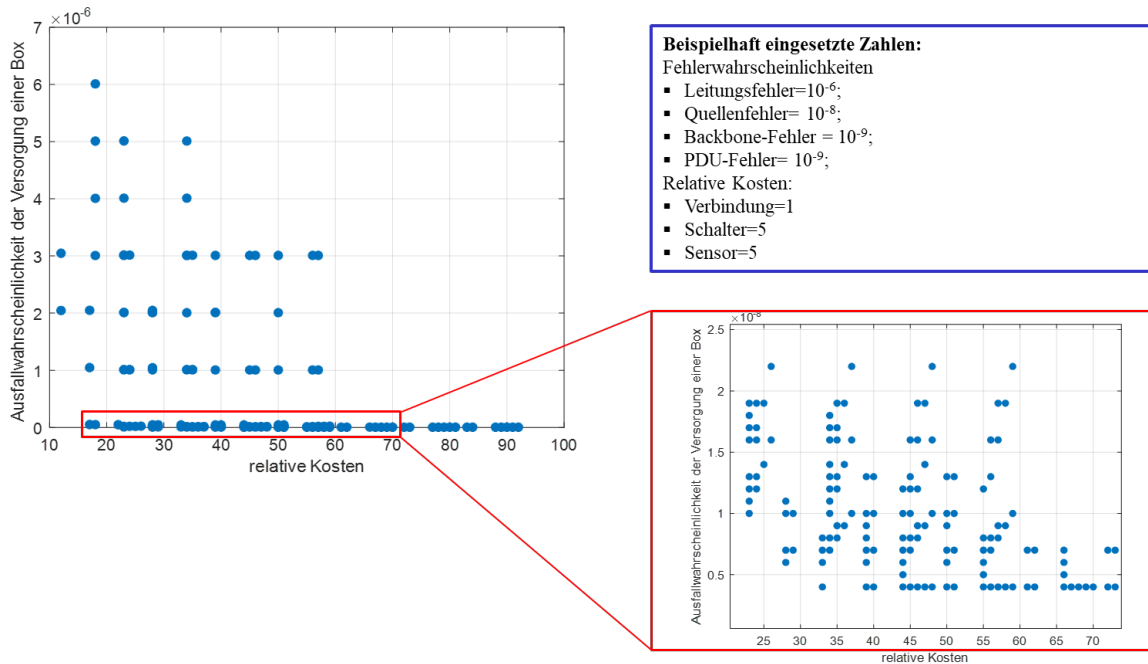 ×10⁻⁶
7
6
5
4
3
2
1
0
10 20 30 40 50 60 70 80 90 100
relative Kosten
Ausfallwahrscheinlichkeit der Versorgung einer Box
Beispielhaft eingesetzte Zahlen:
Fehlerwahrscheinlichkeiten
▪ Leitungsfehler=10⁻⁶;
▪ Quellenfehler= 10⁻⁸;
▪ Backbone-Fehler = 10⁻⁹;
▪ PDU-Fehler= 10⁻⁹;
Relative Kosten:
▪ Verbindung=1
▪ Schalter=5
▪ Sensor=5
×10⁻⁸
2.5
2
1.5
1
0.5
25 30 35 40 45 50 55 60 65 70
relative Kosten
Ausfallwahrscheinlichkeit der Versorgung einer Box